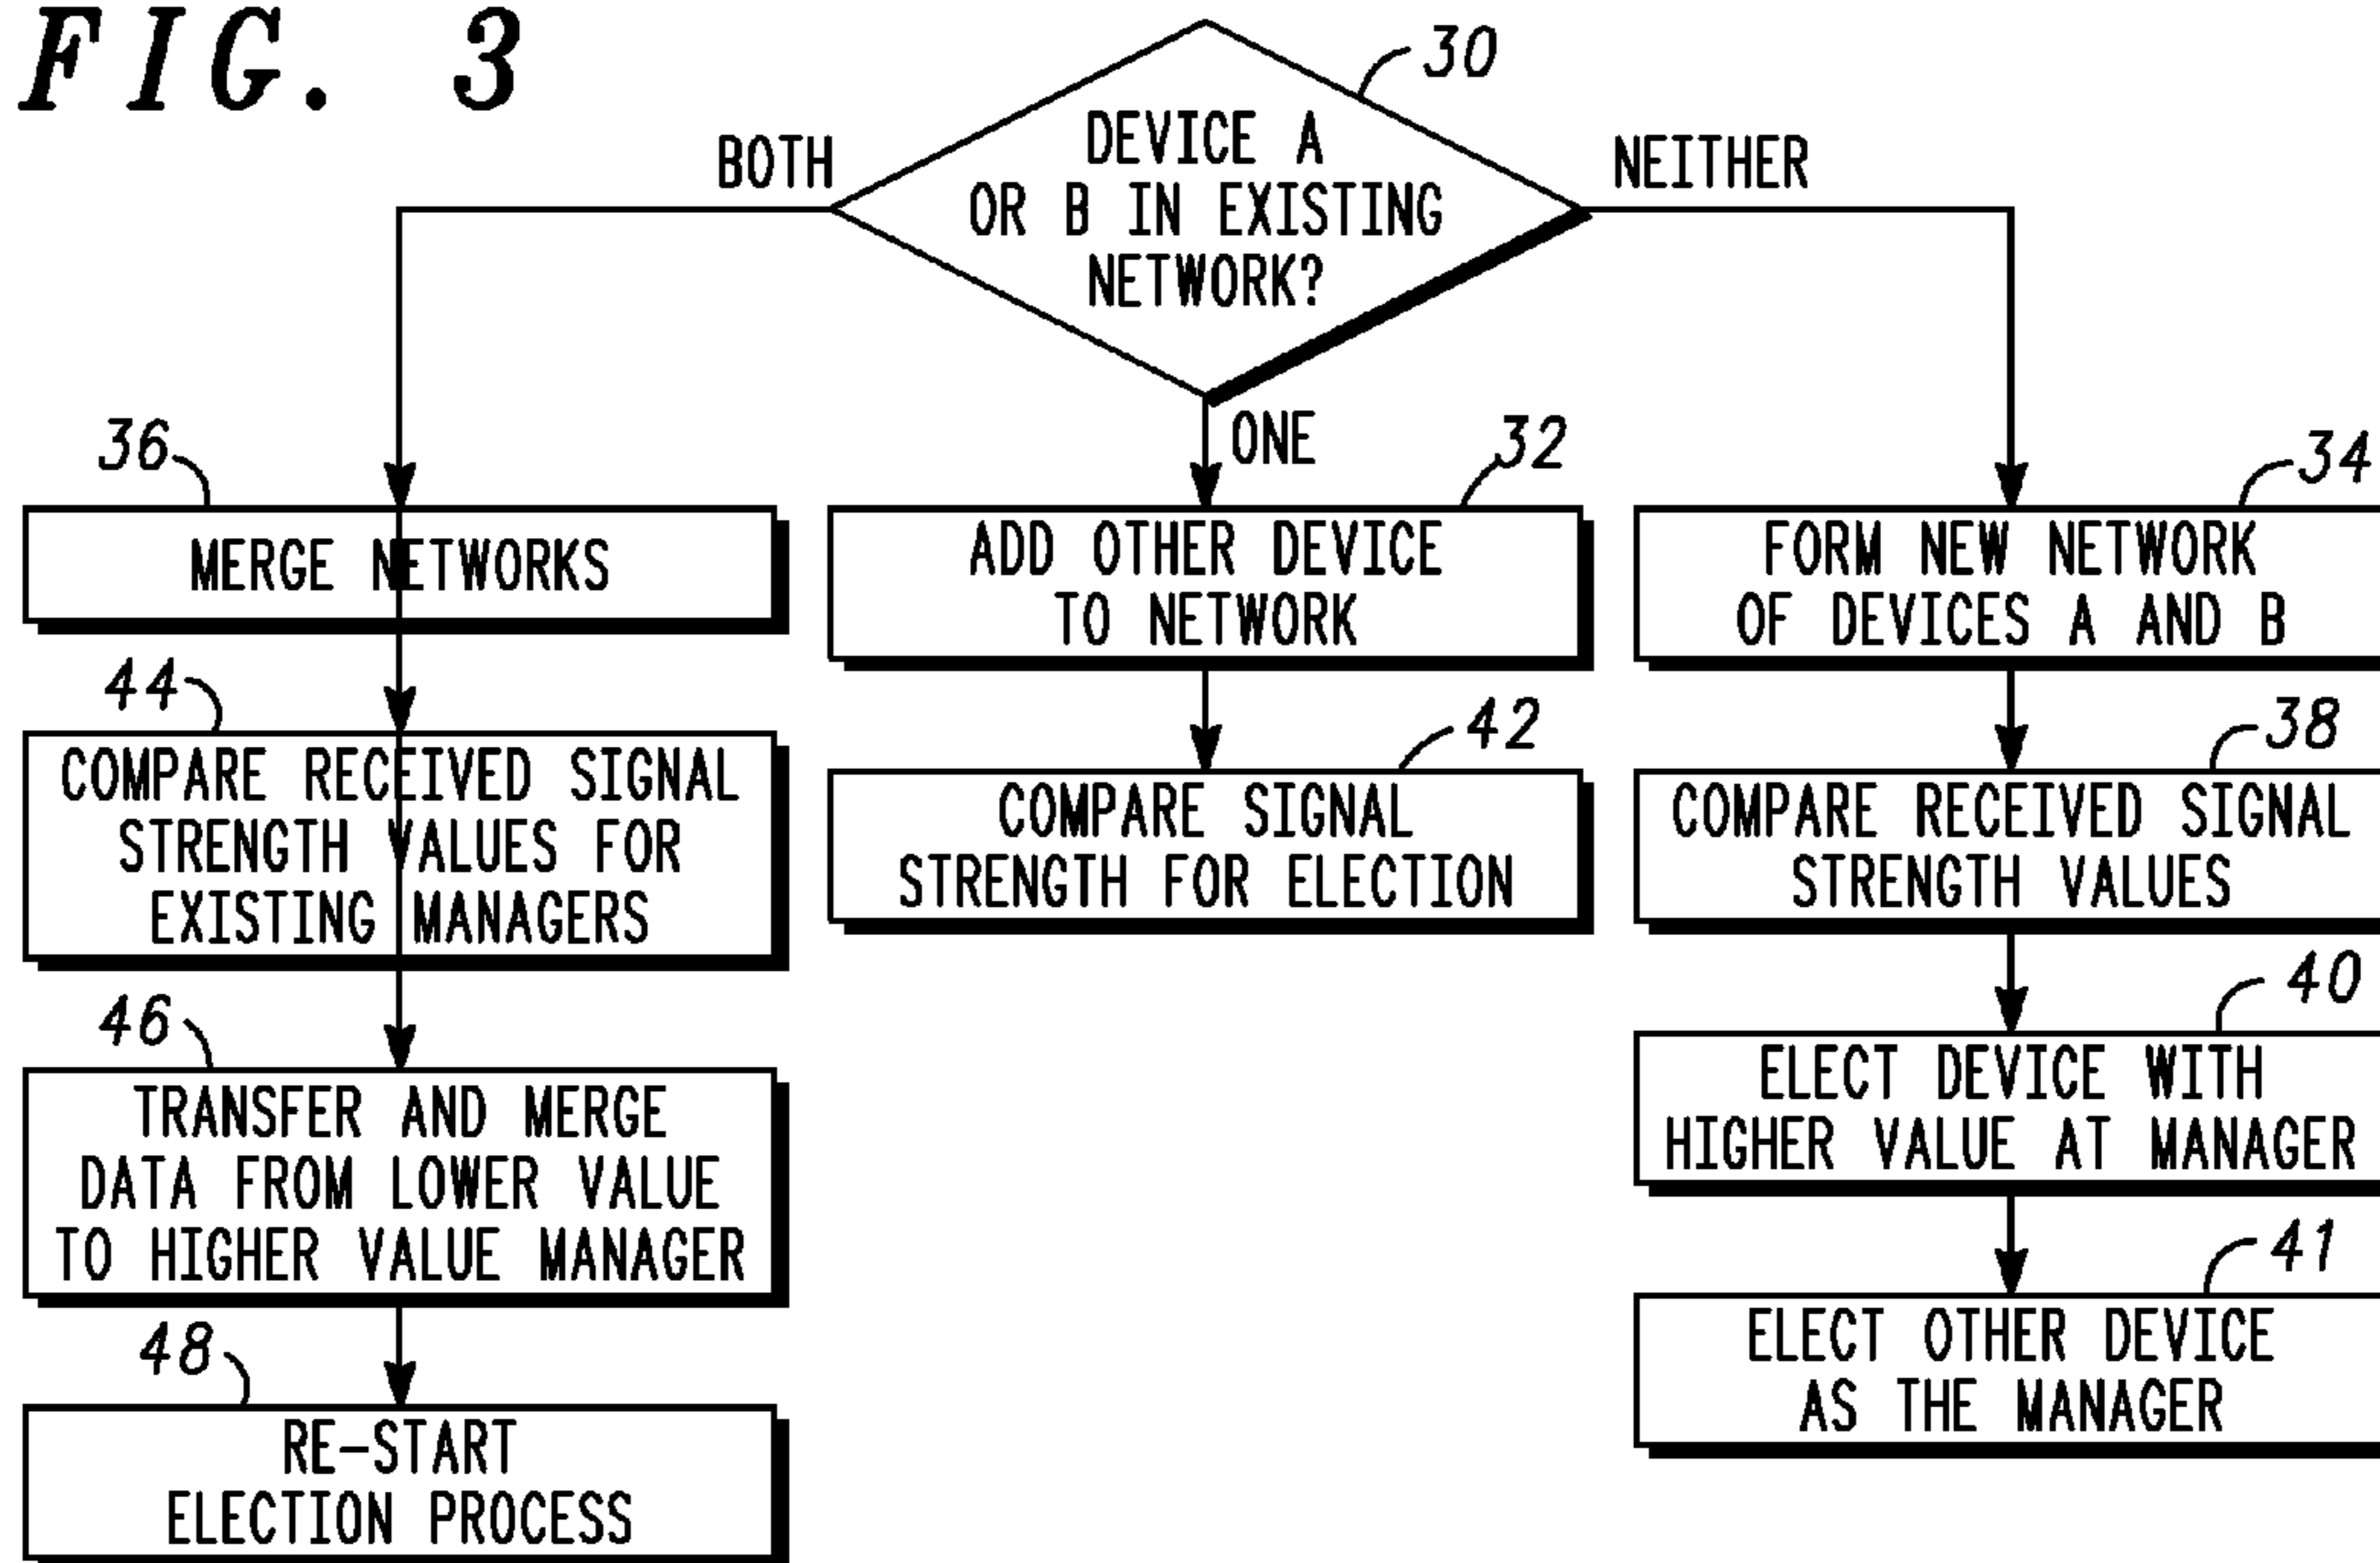 FIG. 3
30
DEVICE A
OR B IN EXISTING
NETWORK?
BOTH
NEITHER
ONE
36
MERGE NETWORKS
44
COMPARE RECEIVED SIGNAL
STRENGTH VALUES FOR
EXISTING MANAGERS
46
TRANSFER AND MERGE
DATA FROM LOWER VALUE
TO HIGHER VALUE MANAGER
48
RE-START
ELECTION PROCESS
32
ADD OTHER DEVICE
TO NETWORK
42
COMPARE SIGNAL
STRENGTH FOR ELECTION
34
FORM NEW NETWORK
OF DEVICES A AND B
38
COMPARE RECEIVED SIGNAL
STRENGTH VALUES
40
ELECT DEVICE WITH
HIGHER VALUE AT MANAGER
41
ELECT OTHER DEVICE
AS THE MANAGER